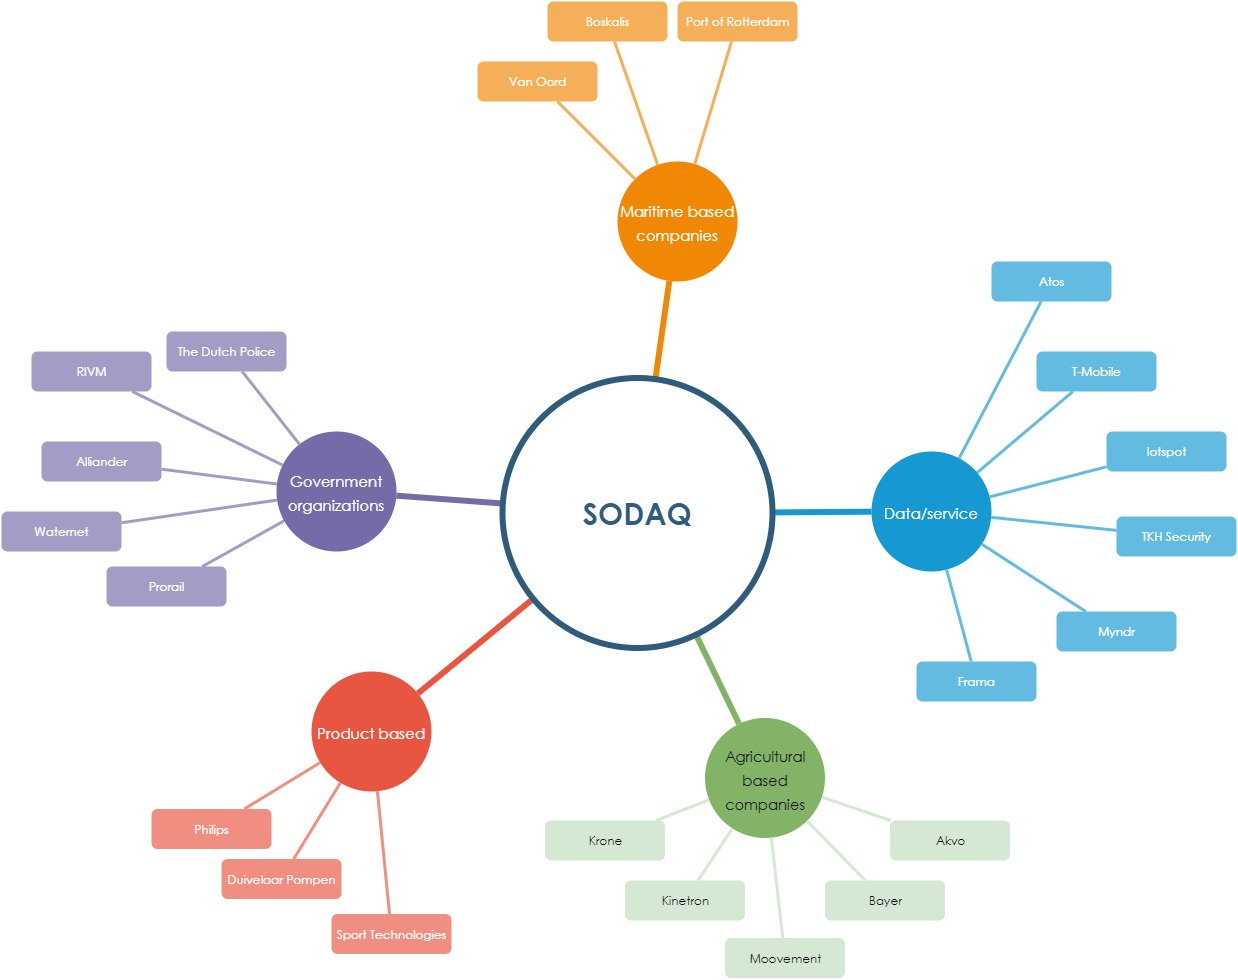 Boskalis
Port of Rotterdam
Van Oord
Maritime based
companies
Atos
T-Mobile
Iotspot
TKH Security
Myndr
Frama
Data/service
The Dutch Police
RIVM
Alliander
Waternet
Prorail
Government
organizations
SODAQ
Product based
Philips
Duivelaar Pompen
Sport Technologies
Agricultural
based
companies
Krone
Kinetron
Moovement
Bayer
Akvo